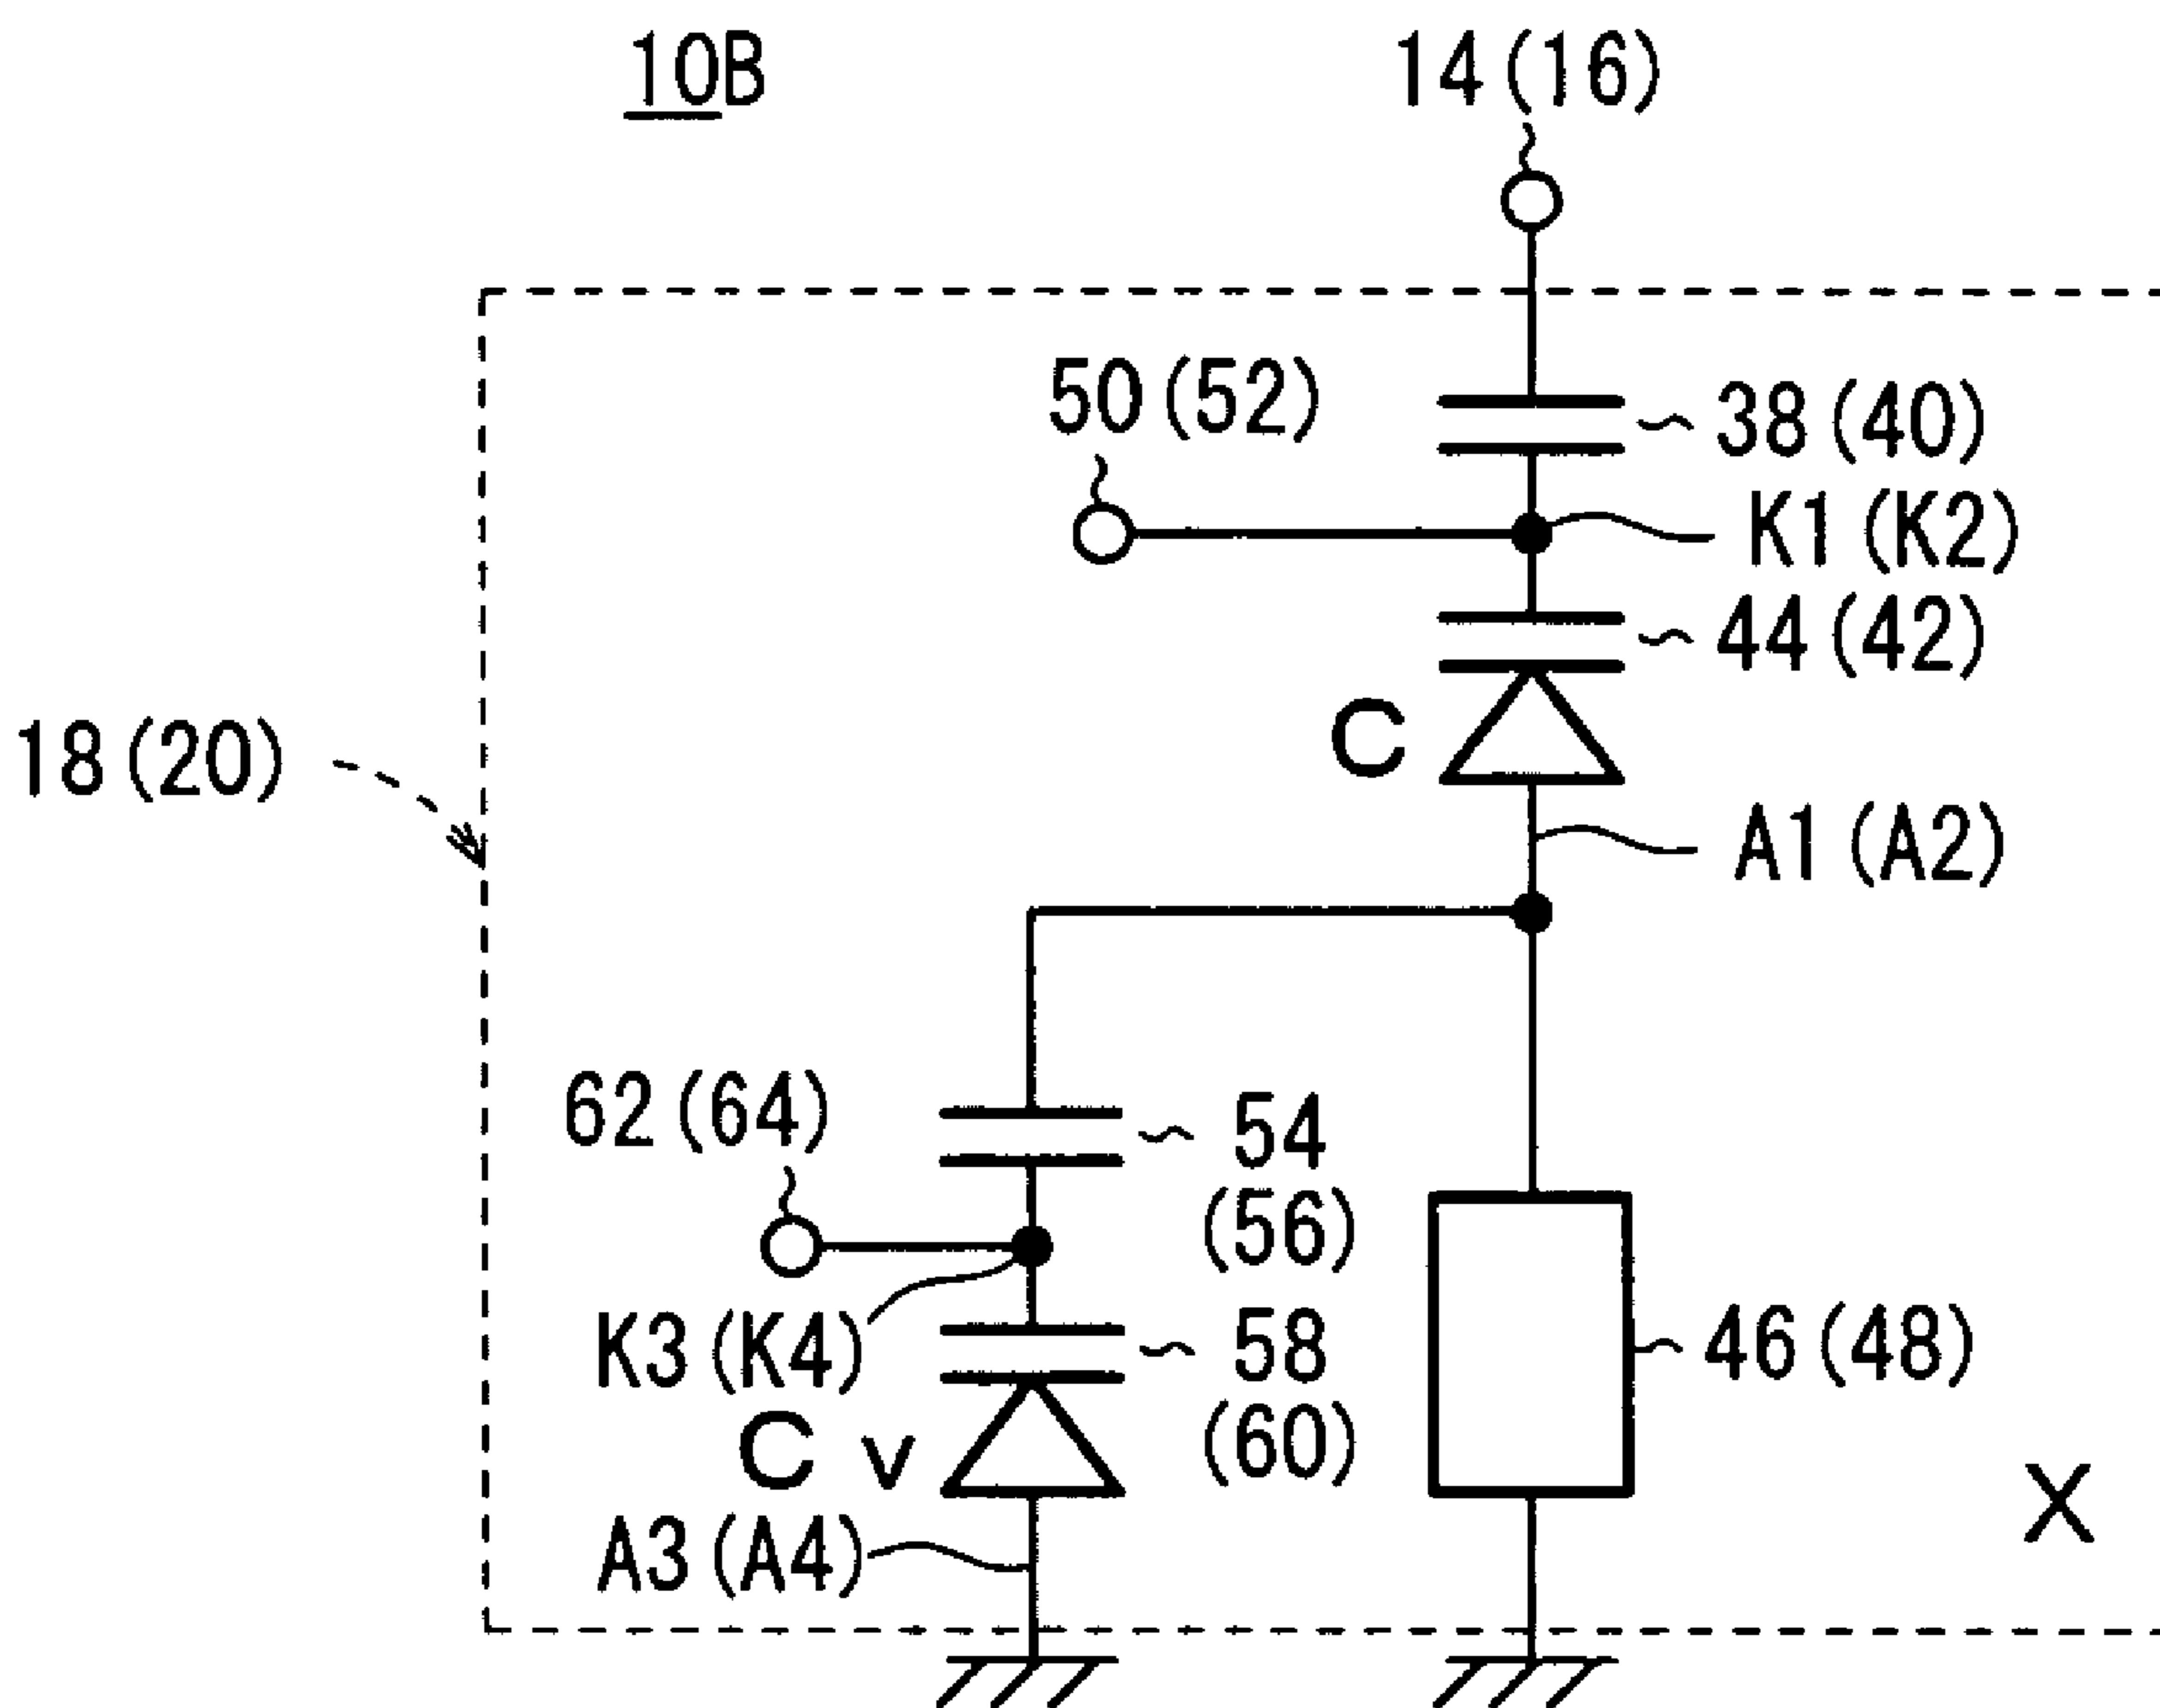 10B
14(16)
50(52)
38(40)
K1(K2)
44(42)
C
18(20)
A1(A2)
62(64)
54
(56)
K3(K4)
58
(60)
46(48)
Cv
A3(A4)
X